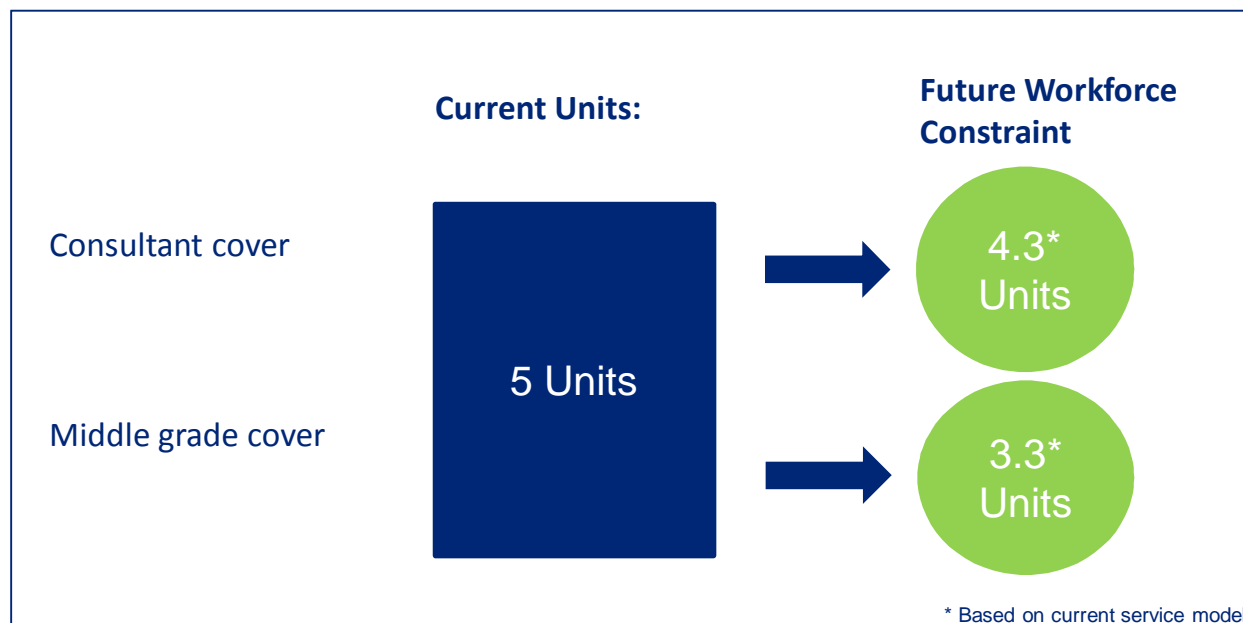 Current Units:
Future Workforce
Constraint
Consultant cover
4.3*
Units
5 Units
Middle grade cover
3.3*
Units
* Based on current service model